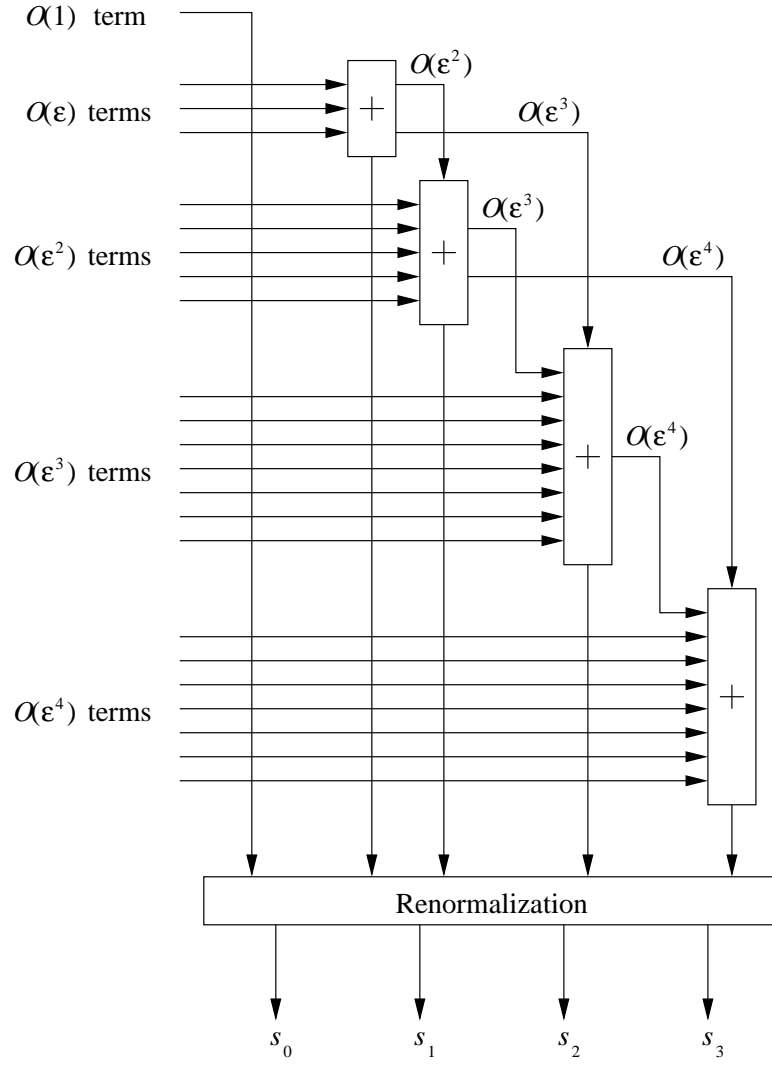 O(1) term
O(ε²)
+
O(ε) terms
O(ε³)
O(ε³)
+
O(ε²) terms
O(ε⁴)
O(ε⁴)
+
O(ε³) terms
+
O(ε⁴) terms
Renormalization
s₀ s₁ s₂ s₃